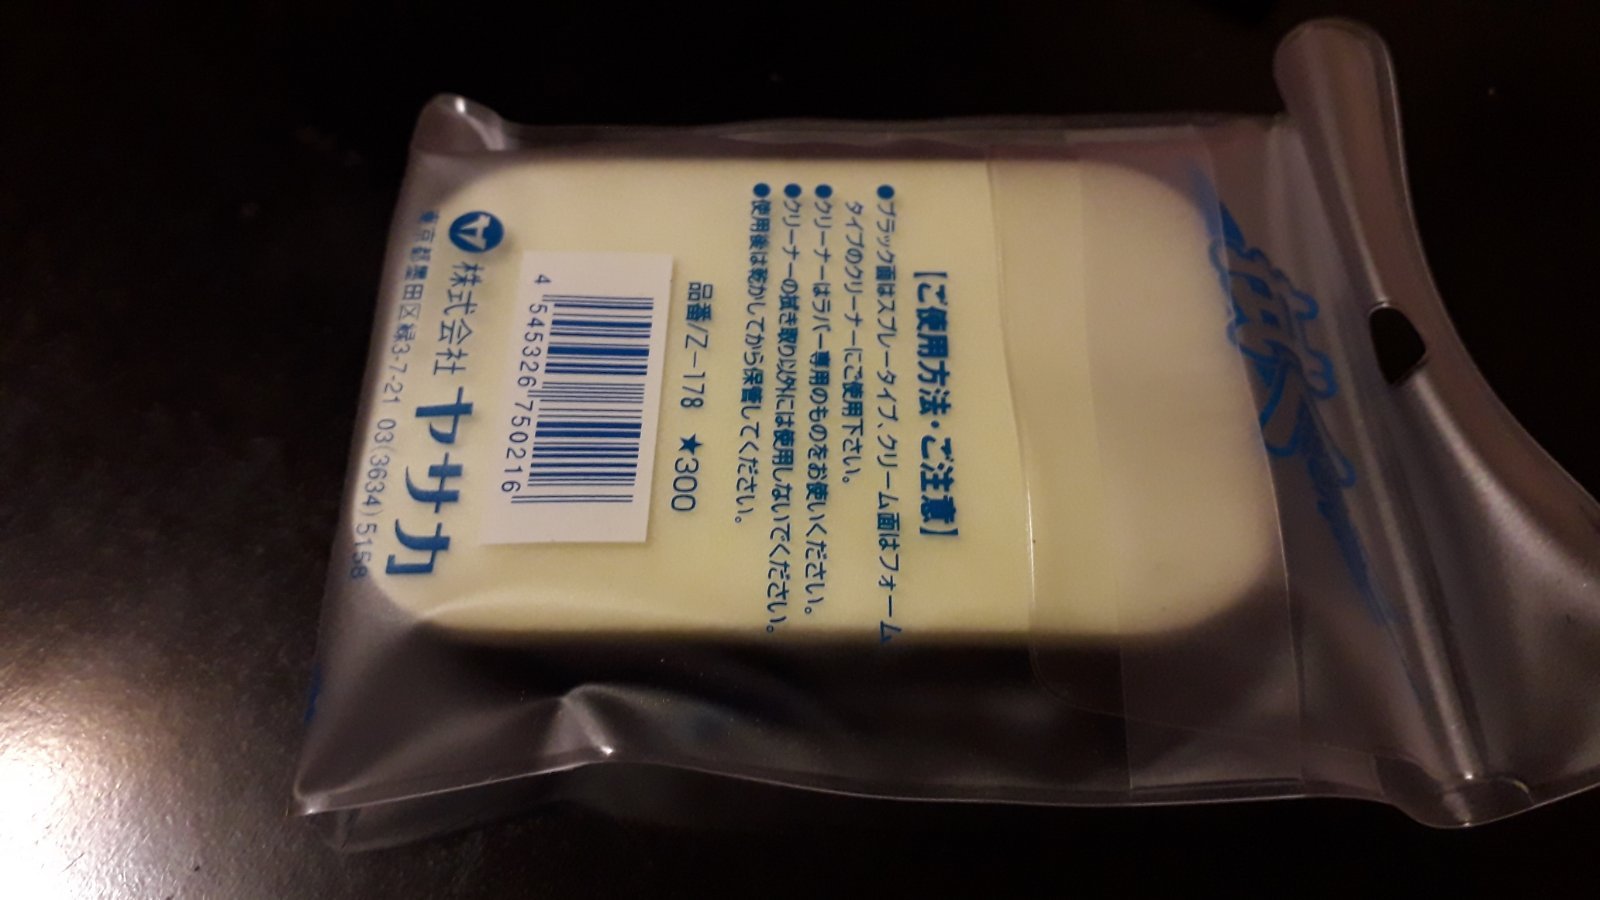 【ご使用方法・ご注意】
●ブラック面はスプレータイプ、クリーム面はフォーム
タイプのクリーナーにご使用下さい。
●クリーナーはラバー専用のものをお使いください。
●クリーナーの拭き取り以外には使用しないでください。
●使用後は乾かしてから保管してください。
品番/Z-178 ★300
4 545326 750216
株式会社 ヤサカ
東京都墨田区緑3-7-21 03(3634)5158